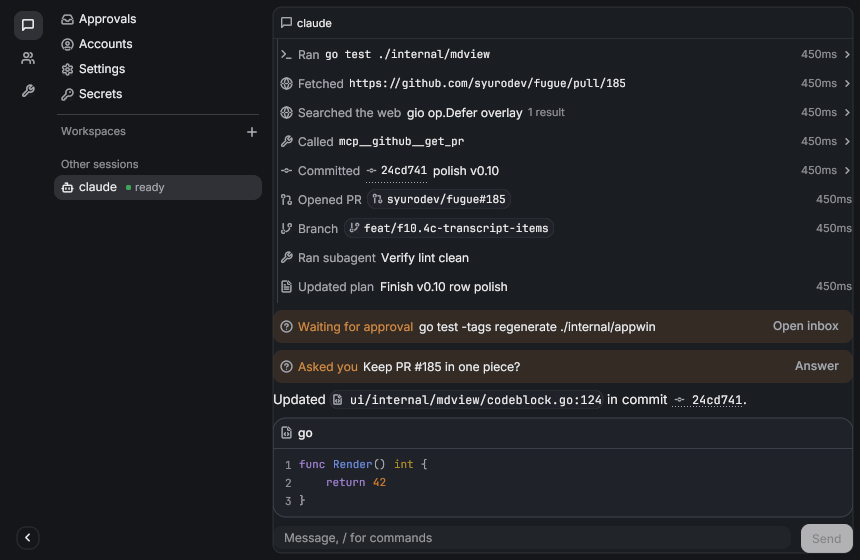 Approvals
Accounts
Settings
Secrets
Workspaces +
Other sessions
claude ready
claude
Ran go test ./internal/mdview 450ms
Fetched https://github.com/syurodev/fugue/pull/185 450ms
Searched the web gio op.Defer overlay 1 result 450ms
Called mcp__github__get_pr 450ms
Committed 24cd741 polish v0.10 450ms
Opened PR syurodev/fugue#185 450ms
Branch feat/f10.4c-transcript-items 450ms
Ran subagent Verify lint clean
Updated plan Finish v0.10 row polish 450ms
Waiting for approval go test -tags regenerate ./internal/appwin Open inbox
Asked you Keep PR #185 in one piece? Answer
Updated ui/internal/mdview/codeblock.go:124 in commit 24cd741.
go
1 func Render() int {
2     return 42
3 }
Message, / for commands Send